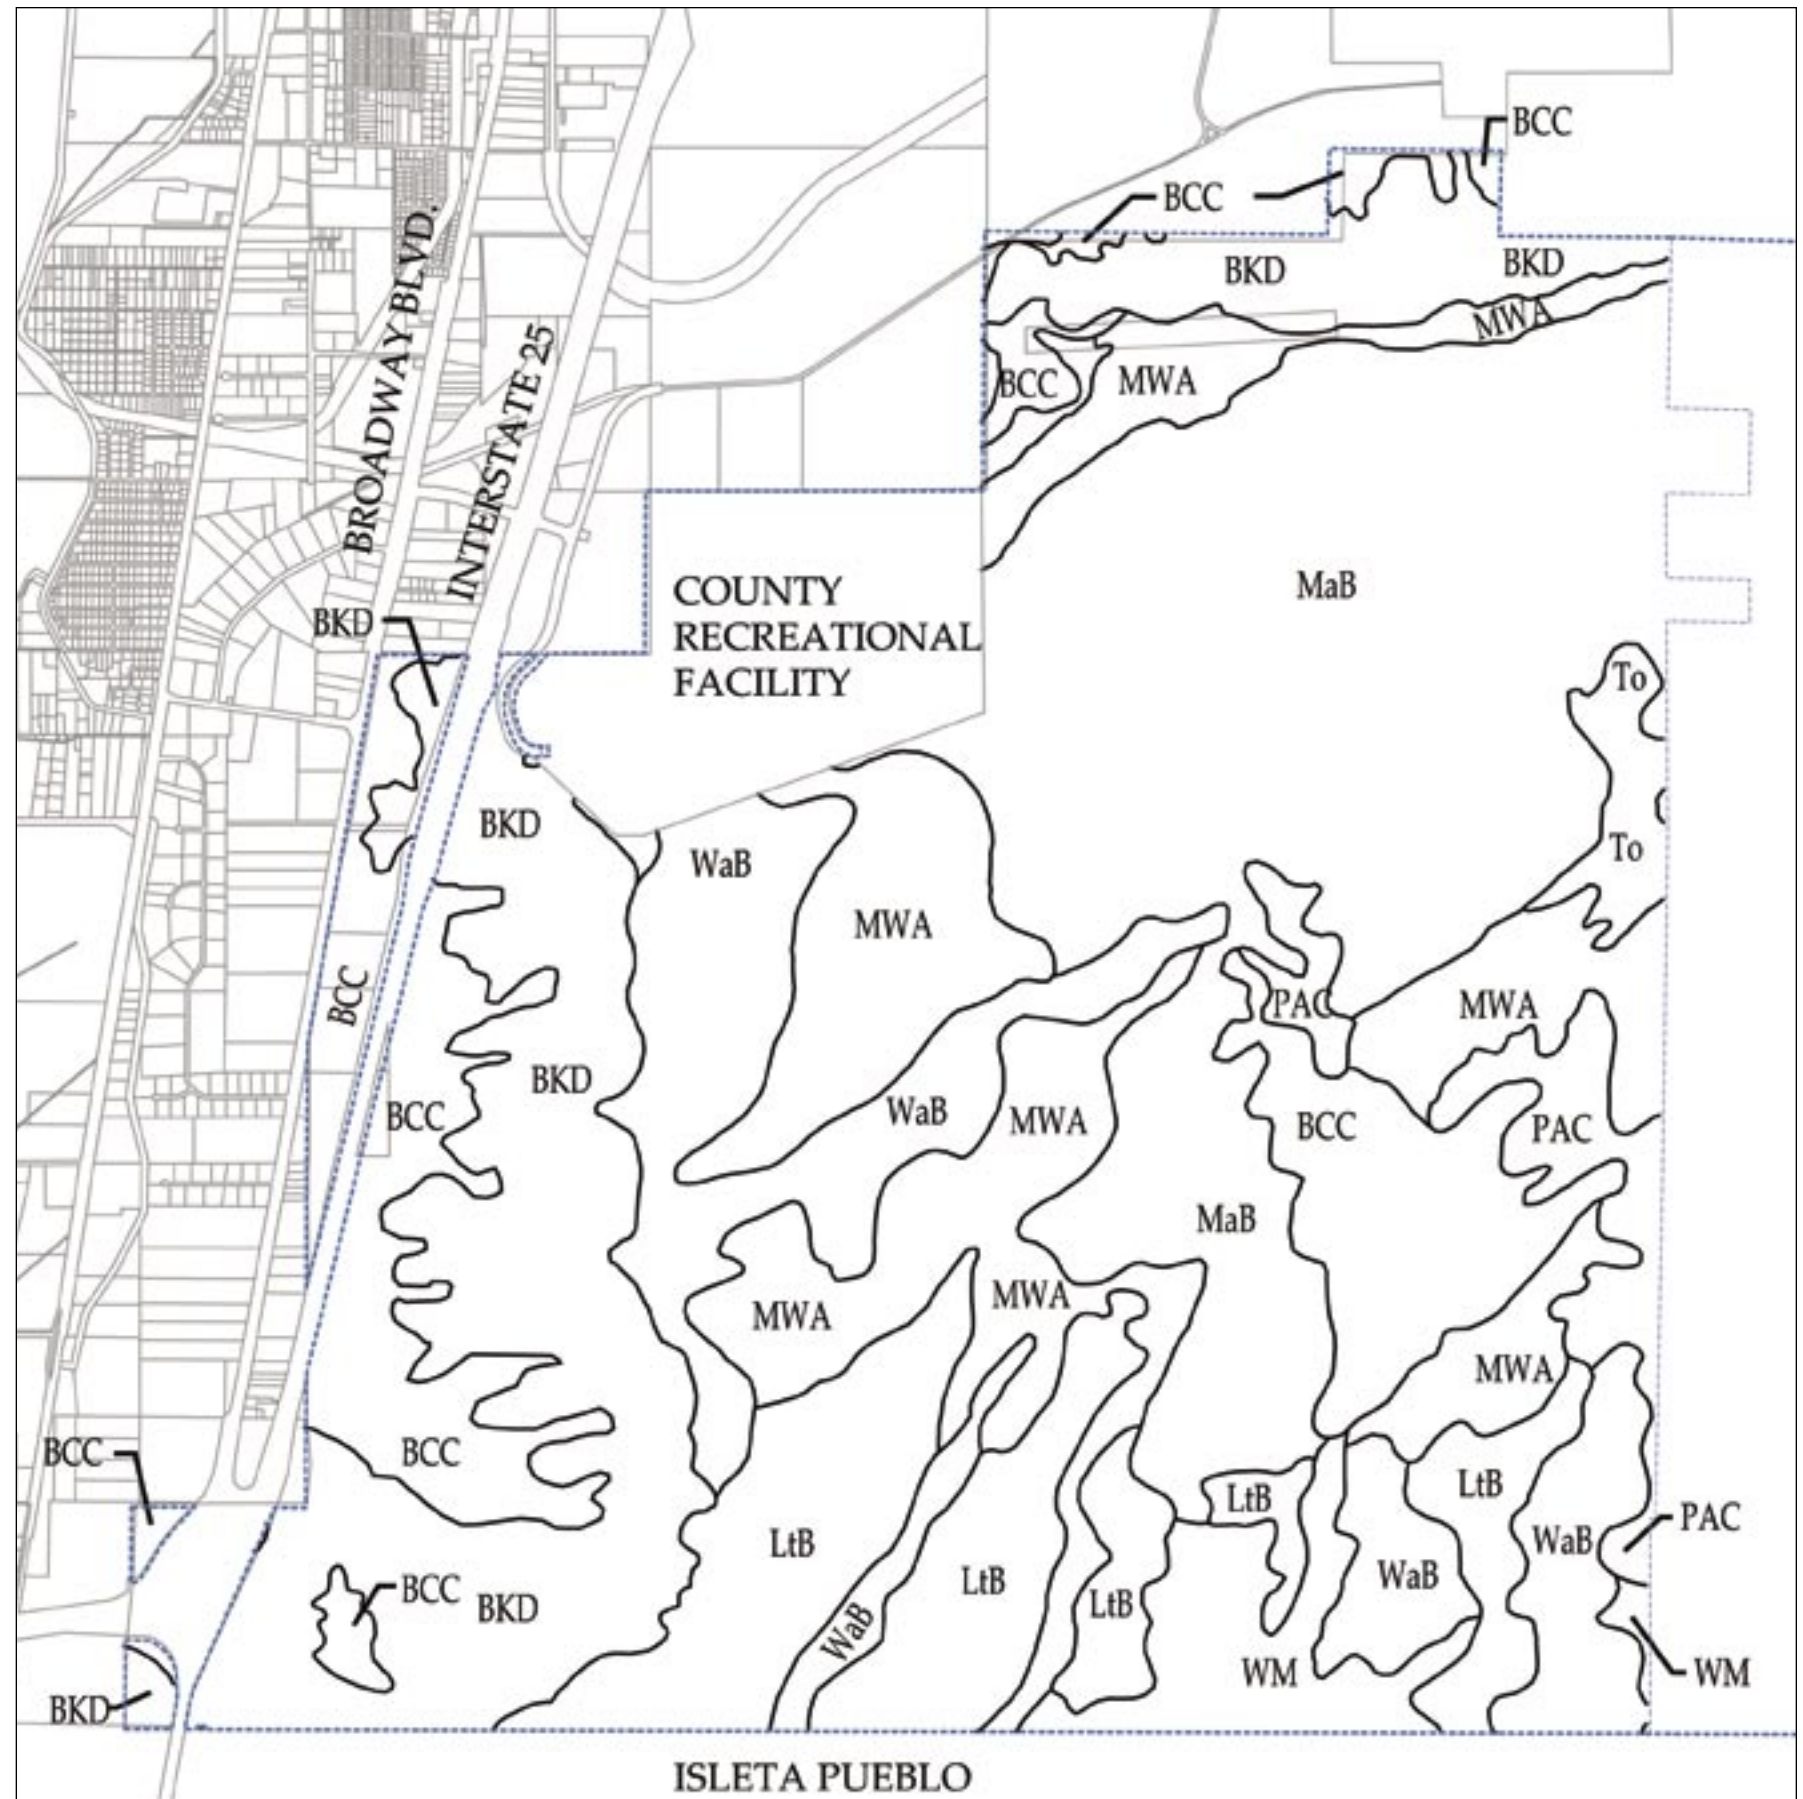 BCC
BCC
BKD
BKD
MWA
BCC
MWA
BROADWAY BLVD.
INTERSTATE 25
COUNTY
RECREATIONAL
FACILITY
MaB
BKD
To
BKD
WaB
To
MWA
BCC
PAC
MWA
BKD
BCC
WaB
MWA
BCC
PAC
MaB
MWA
MWA
MWA
BCC
BCC
LtB
LtB
PAC
LtB
WaB
WaB
LtB
LtB
BCC
BKD
WaB
WM
WM
BKD
ISLETA PUEBLO